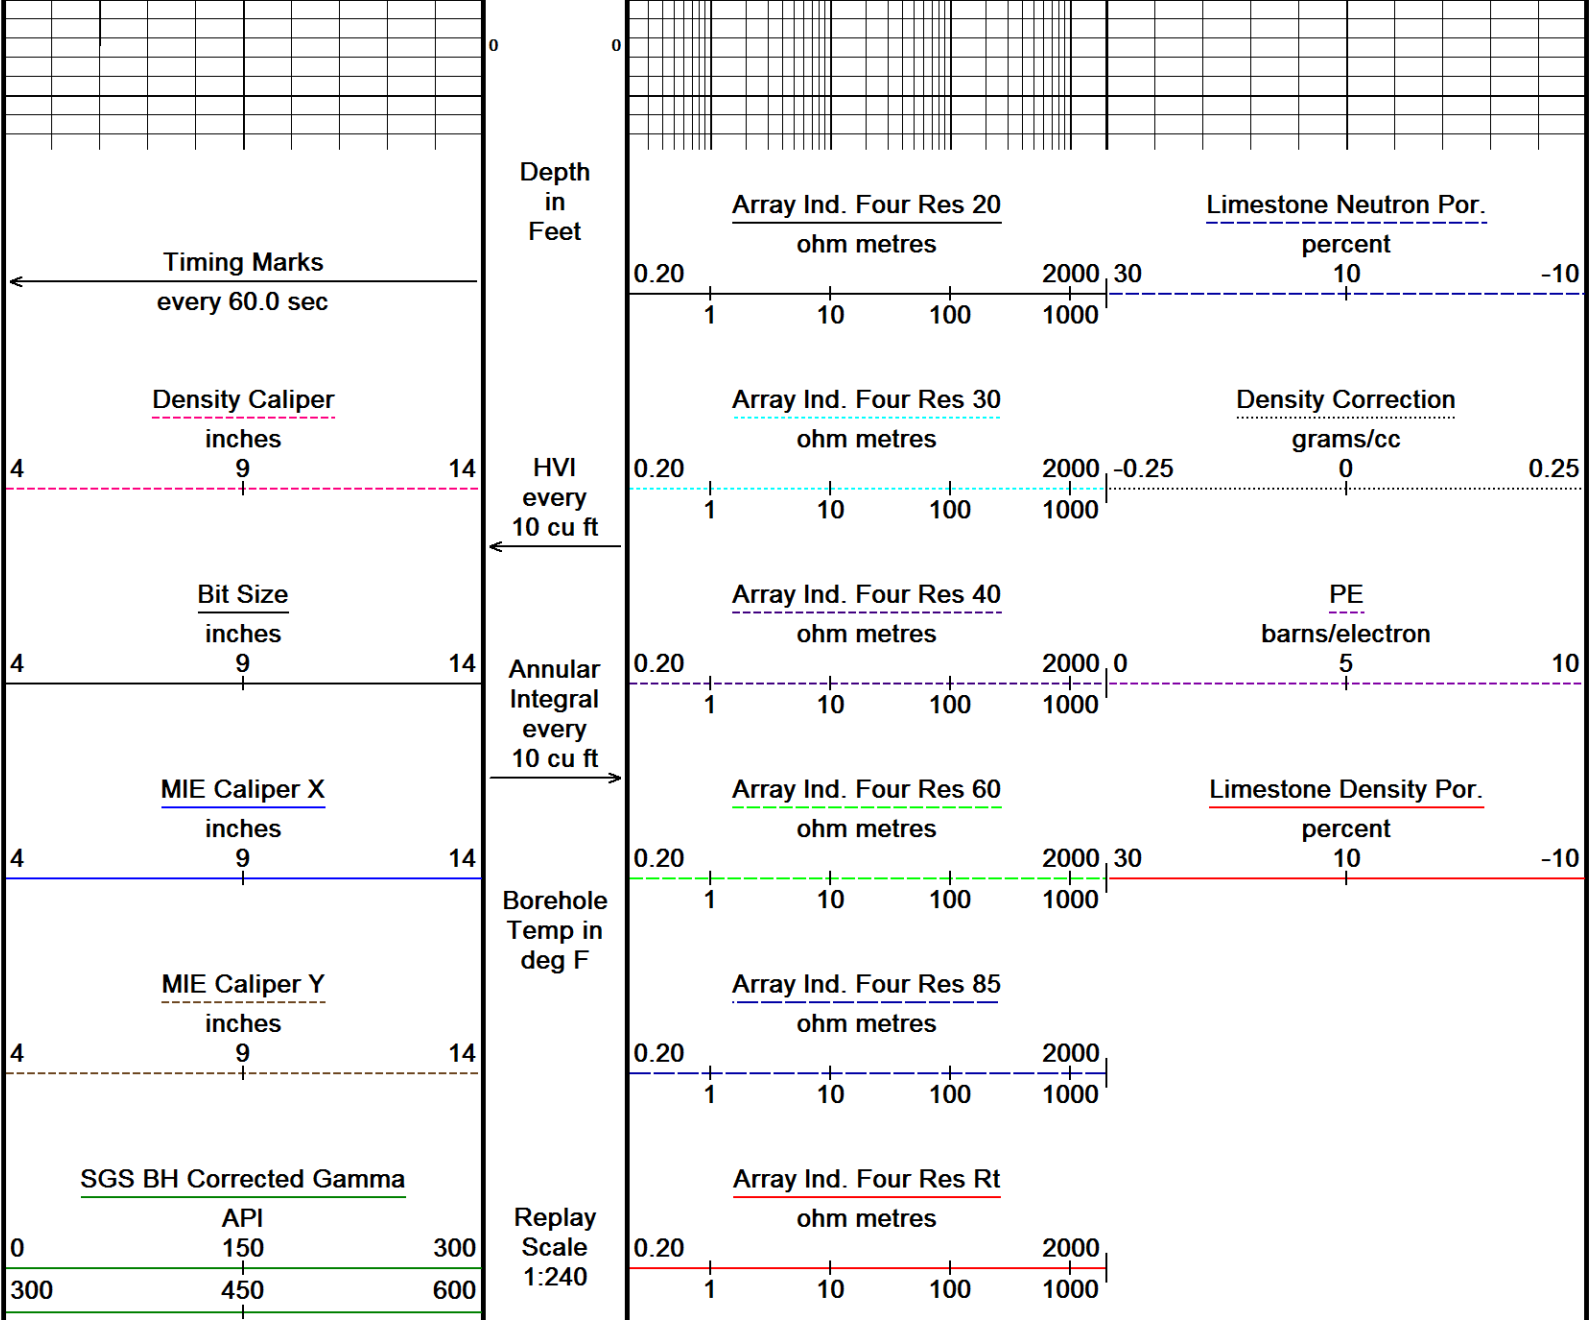 0 0
Depth
in
Feet
Timing Marks
every 60.0 sec
Density Caliper
inches
4 9 14
Bit Size
inches
4 9 14
MIE Caliper X
inches
4 9 14
MIE Caliper Y
inches
4 9 14
SGS BH Corrected Gamma
API
0 150 300
300 450 600
HVI
every
10 cu ft
Annular
Integral
every
10 cu ft
Borehole
Temp in
deg F
Replay
Scale
1:240
Array Ind. Four Res 20
ohm metres
0.20 2000
1 10 100 1000
Array Ind. Four Res 30
ohm metres
0.20 2000
1 10 100 1000
Array Ind. Four Res 40
ohm metres
0.20 2000
1 10 100 1000
Array Ind. Four Res 60
ohm metres
0.20 2000
1 10 100 1000
Array Ind. Four Res 85
ohm metres
0.20 2000
1 10 100 1000
Array Ind. Four Res Rt
ohm metres
0.20 2000
1 10 100 1000
Limestone Neutron Por.
percent
30 10 -10
Density Correction
grams/cc
-0.25 0 0.25
PE
barns/electron
0 5 10
Limestone Density Por.
percent
30 10 -10